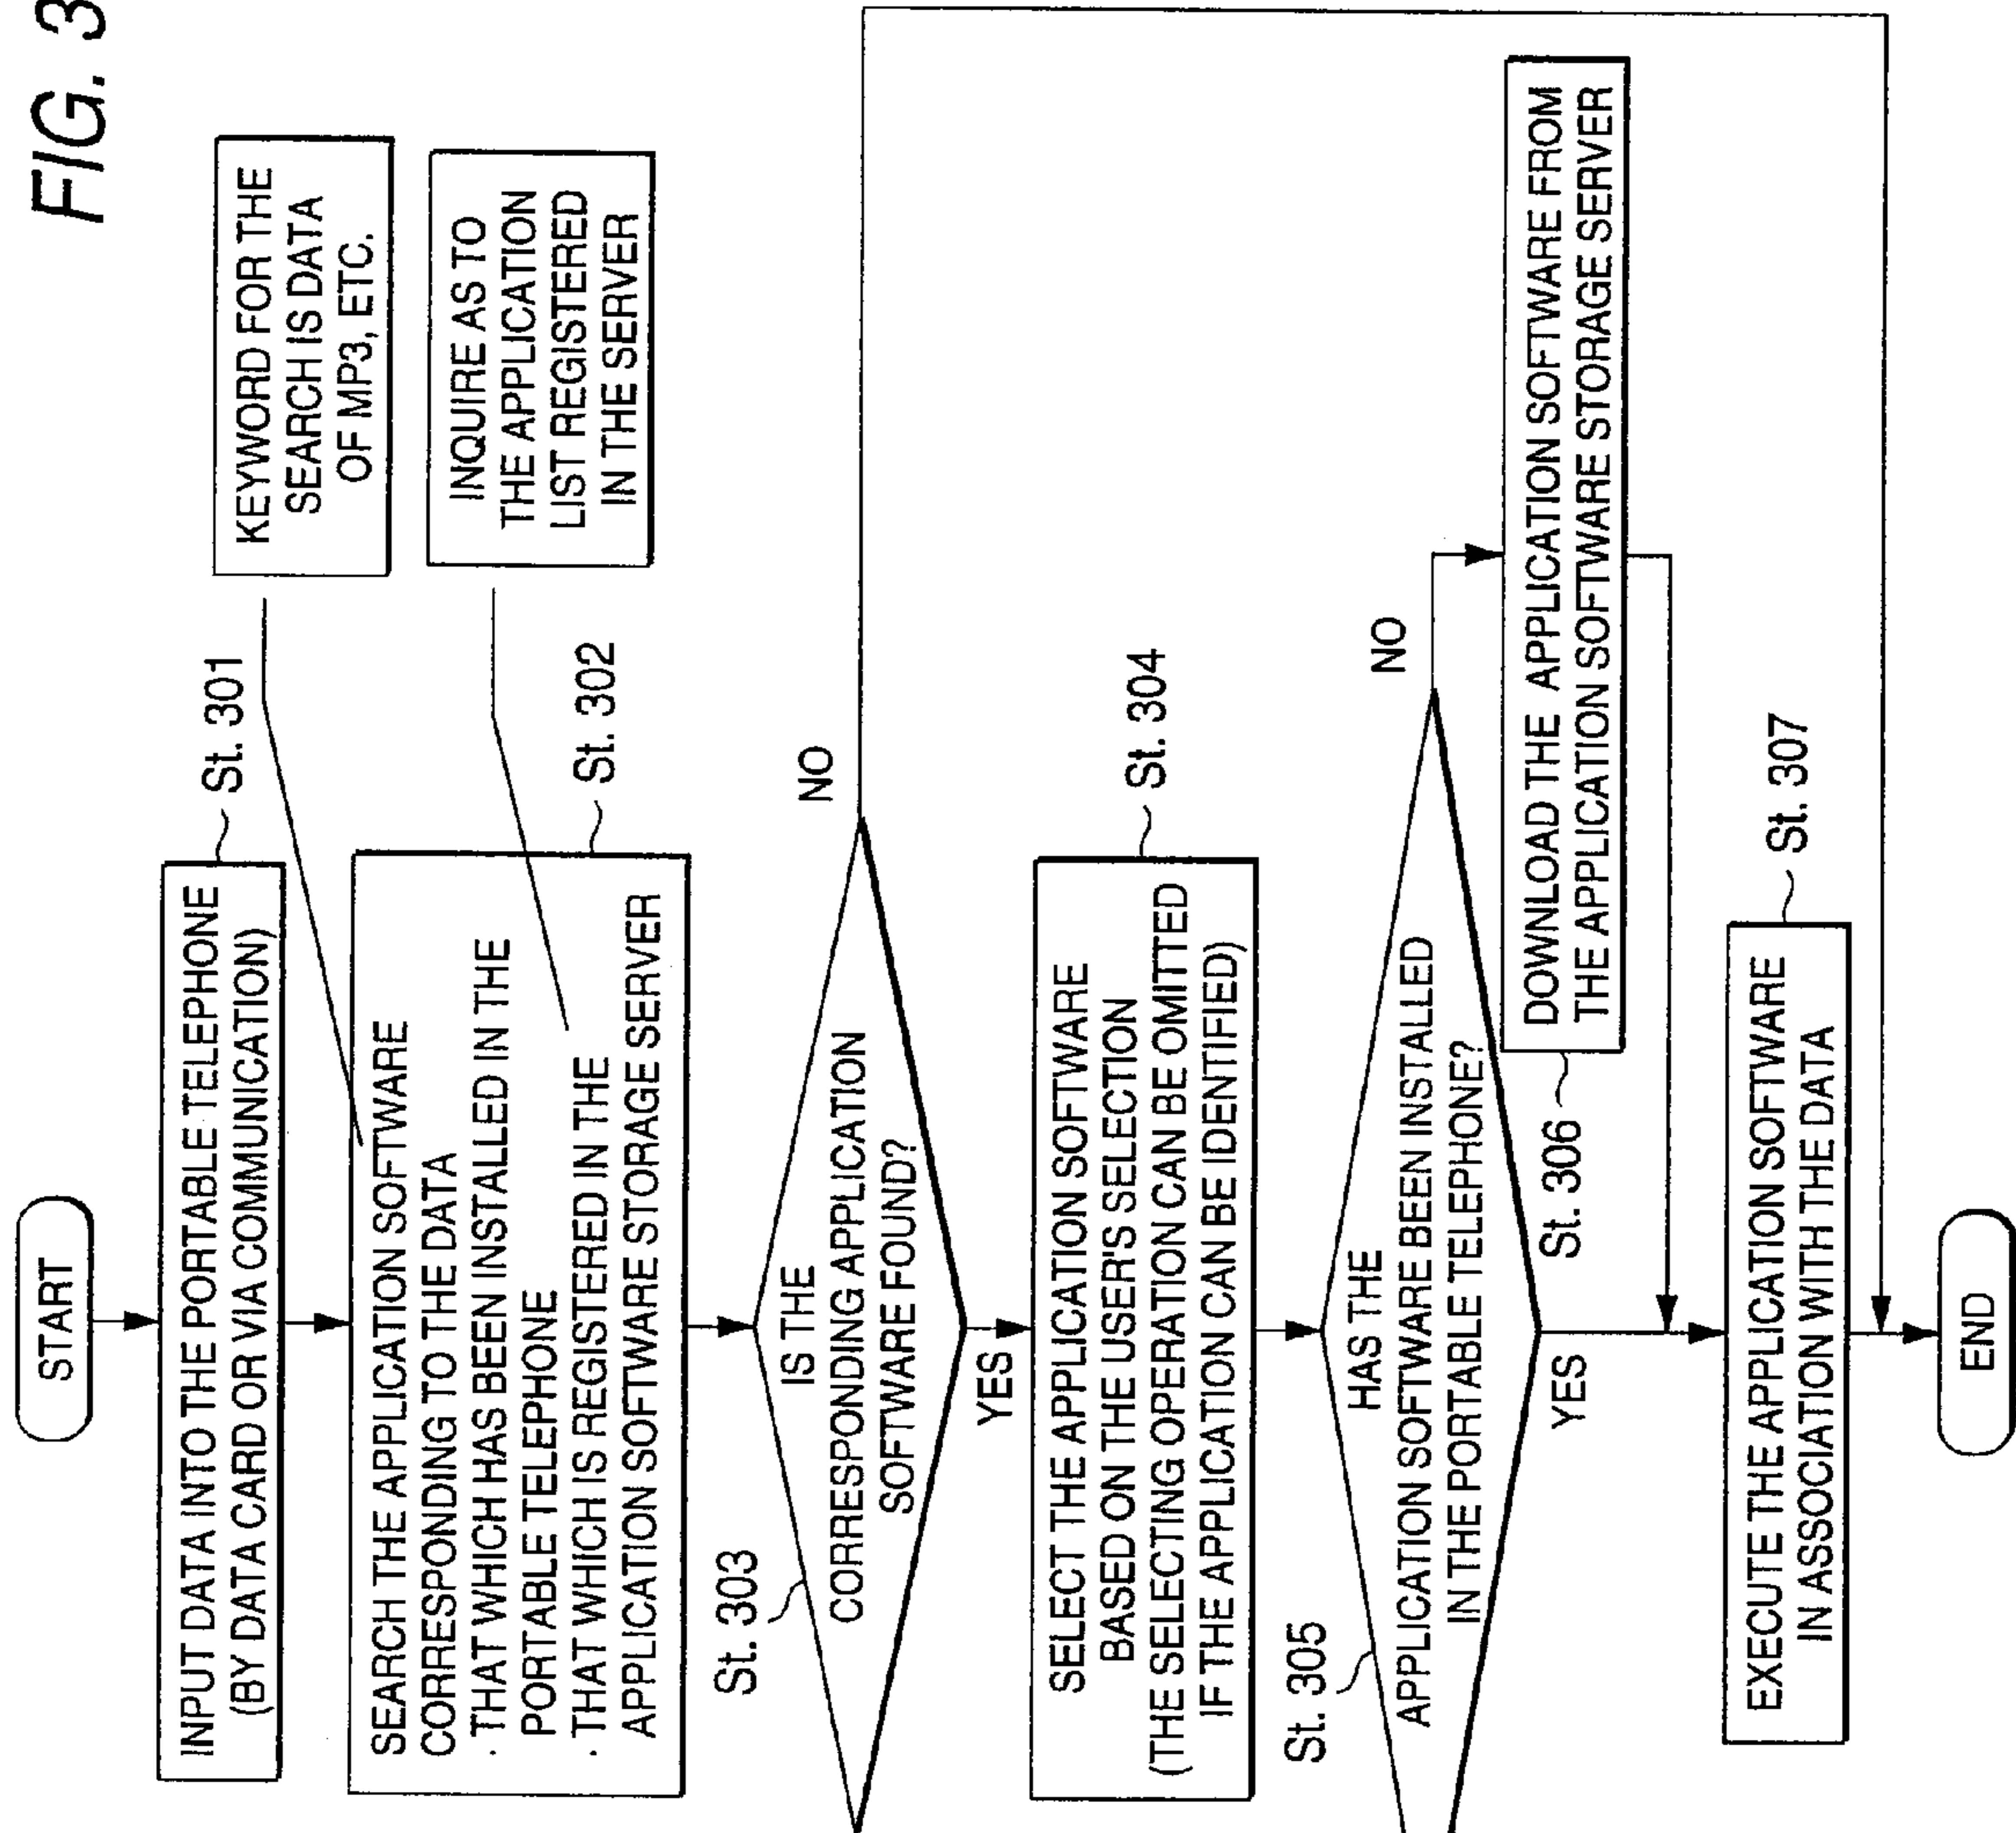 FIG. 3
START
INPUT DATA INTO THE PORTABLE TELEPHONE
(BY DATA CARD OR VIA COMMUNICATION)
St. 301
KEYWORD FOR THE
SEARCH IS DATA
OF MP3, ETC.
SEARCH THE APPLICATION SOFTWARE
CORRESPONDING TO THE DATA
· THAT WHICH HAS BEEN INSTALLED IN THE
PORTABLE TELEPHONE
· THAT WHICH IS REGISTERED IN THE
APPLICATION SOFTWARE STORAGE SERVER
St. 302
INQUIRE AS TO
THE APPLICATION
LIST REGISTERED
IN THE SERVER
St. 303
IS THE
CORRESPONDING APPLICATION
SOFTWARE FOUND?
NO
YES
SELECT THE APPLICATION SOFTWARE
BASED ON THE USER'S SELECTION
(THE SELECTING OPERATION CAN BE OMITTED
IF THE APPLICATION CAN BE IDENTIFIED)
St. 304
St. 305
HAS THE
APPLICATION SOFTWARE BEEN INSTALLED
IN THE PORTABLE TELEPHONE?
NO
YES
St. 306
DOWNLOAD THE APPLICATION SOFTWARE FROM
THE APPLICATION SOFTWARE STORAGE SERVER
EXECUTE THE APPLICATION SOFTWARE
IN ASSOCIATION WITH THE DATA
St. 307
END